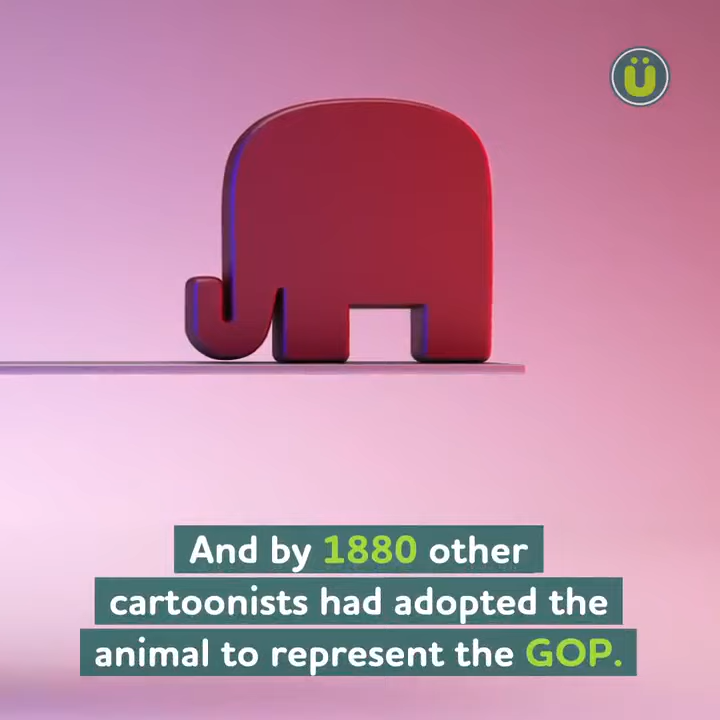 Ü
And by 1880 other
cartoonists had adopted the
animal to represent the GOP.